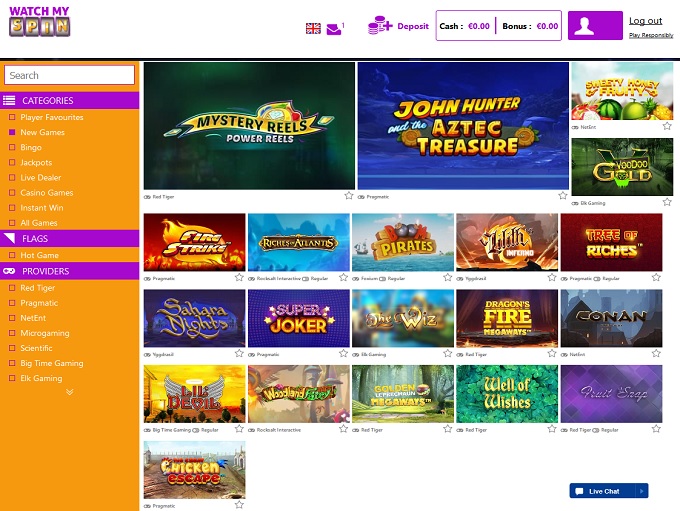 WATCH MY
SPIN
1
Deposit
Cash : €0.00
Bonus : €0.00
Log out
Play Responsibly
Search
CATEGORIES
Player Favourites
New Games
Bingo
Jackpots
Live Dealer
Casino Games
Instant Win
All Games
FLAGS
Hot Game
PROVIDERS
Red Tiger
Pragmatic
NetEnt
Microgaming
Scientific
Big Time Gaming
Elk Gaming
MYSTERY REELS
POWER REELS
Red Tiger
JOHN HUNTER
and the AZTEC
TREASURE
Pragmatic
SWEETY HONEY
FRUITY
NetEnt
VOODOO
GOLD
Elk Gaming
FIRE
STRIKE
Pragmatic
RICHES OF ATLANTIS
Rocksalt Interactive Regular
PIRATES
Foxium Regular
Lilith
INFERNO
Yggdrasil
TREE OF
RICHES
Pragmatic Regular
Sahara
Nights
Yggdrasil
SUPER
JOKER
Pragmatic
The Wiz
Elk Gaming
DRAGON'S
FIRE
MEGAWAYS™
Red Tiger
CONAN
NetEnt
LIL'
DEVIL
Big Time Gaming Regular
Woodland
Rocksalt Interactive
GOLDEN
LEPRECHAUN
MEGAWAYS™
Red Tiger
Well of
Wishes
Red Tiger
Fruit Snap
Red Tiger Regular
THE GREAT
CHICKEN
ESCAPE
Pragmatic
Live Chat